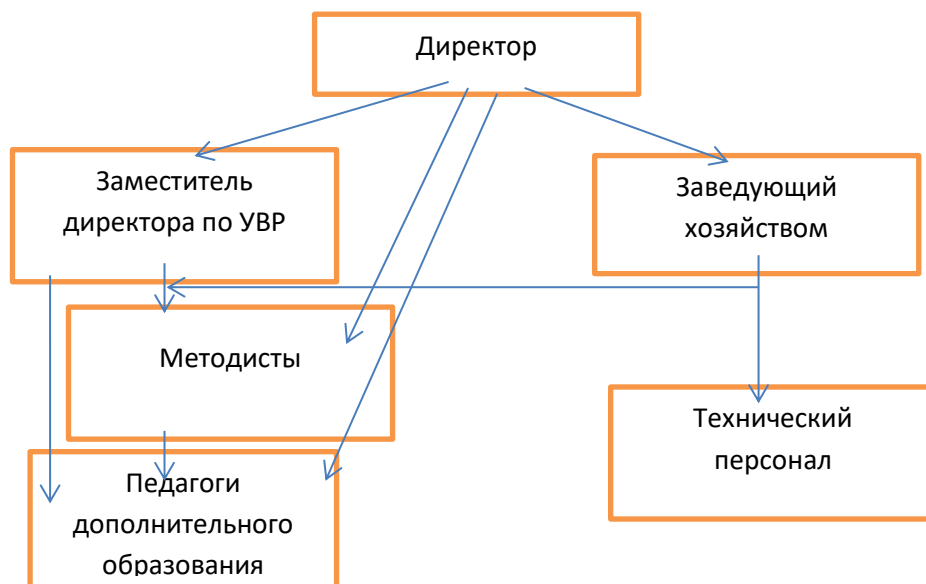 Директор
Заместитель
директора по УВР
Заведующий
хозяйством
Методисты
Технический
персонал
Педагоги
дополнительного
образования